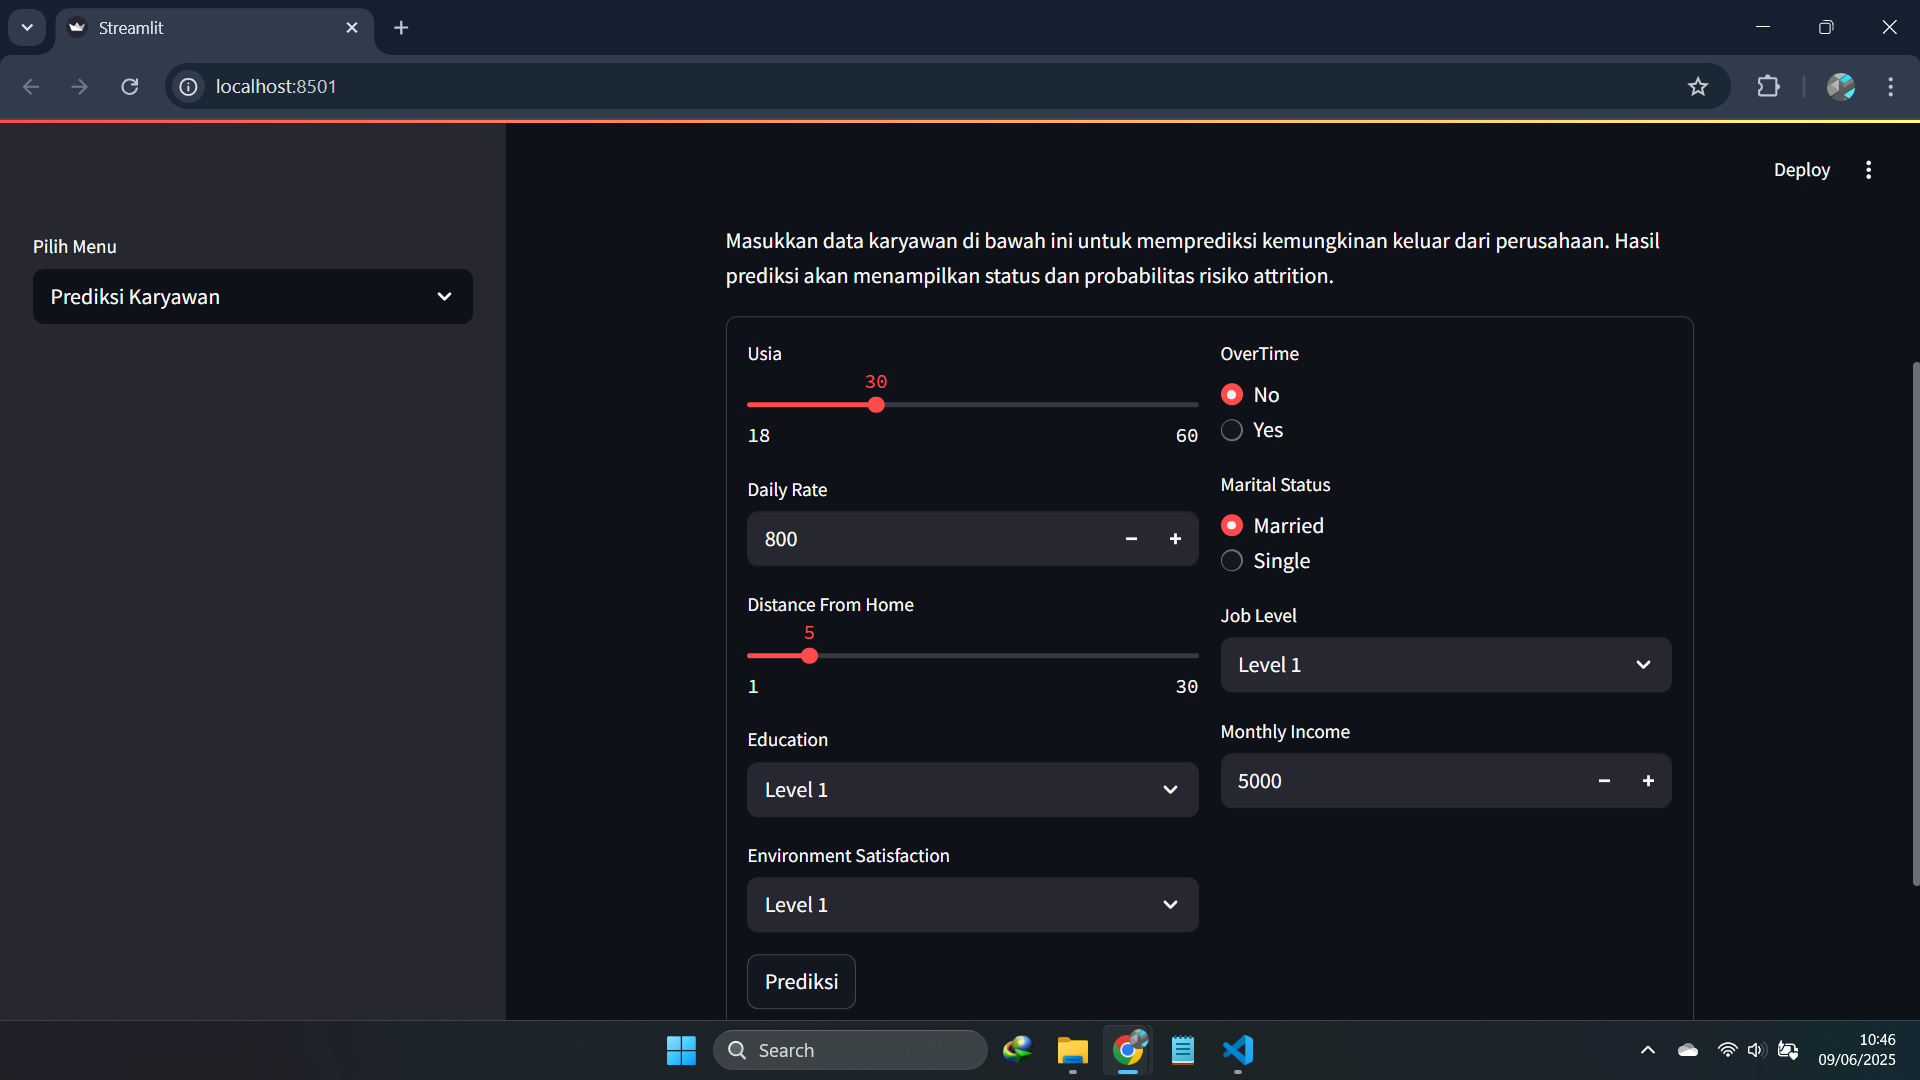 Streamlit
localhost:8501
Deploy
Pilih Menu
Prediksi Karyawan
Masukkan data karyawan di bawah ini untuk memprediksi kemungkinan keluar dari perusahaan. Hasil
prediksi akan menampilkan status dan probabilitas risiko attrition.
Usia
30
18 60
Daily Rate
800
Distance From Home
5
1 30
Education
Level 1
Environment Satisfaction
Level 1
Prediksi
OverTime
No
Yes
Marital Status
Married
Single
Job Level
Level 1
Monthly Income
5000
Search
10:46
09/06/2025